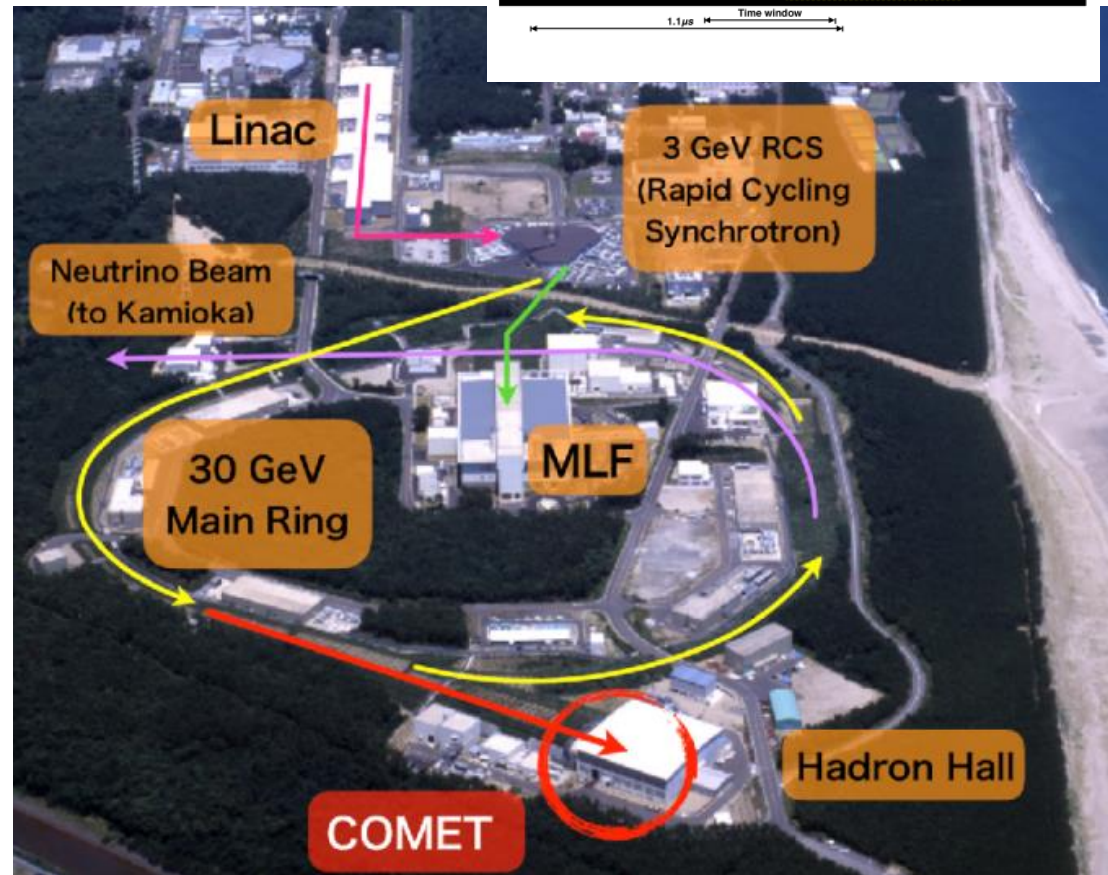 Time window
1.1μs
Linac
3 GeV RCS
(Rapid Cycling
Synchrotron)
Neutrino Beam
(to Kamioka)
30 GeV
Main Ring
MLF
Hadron Hall
COMET